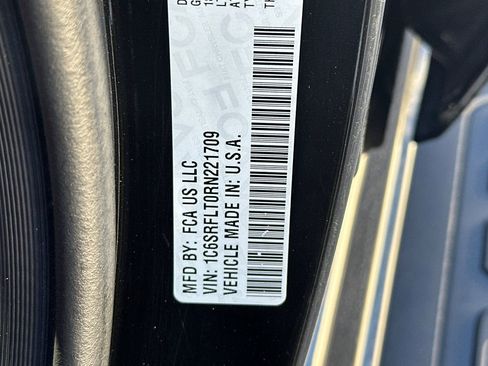 MFD BY: FCA US LLC
VIN: 1C6SRFLT0RN221709
VEHICLE MADE IN: U.S.A.